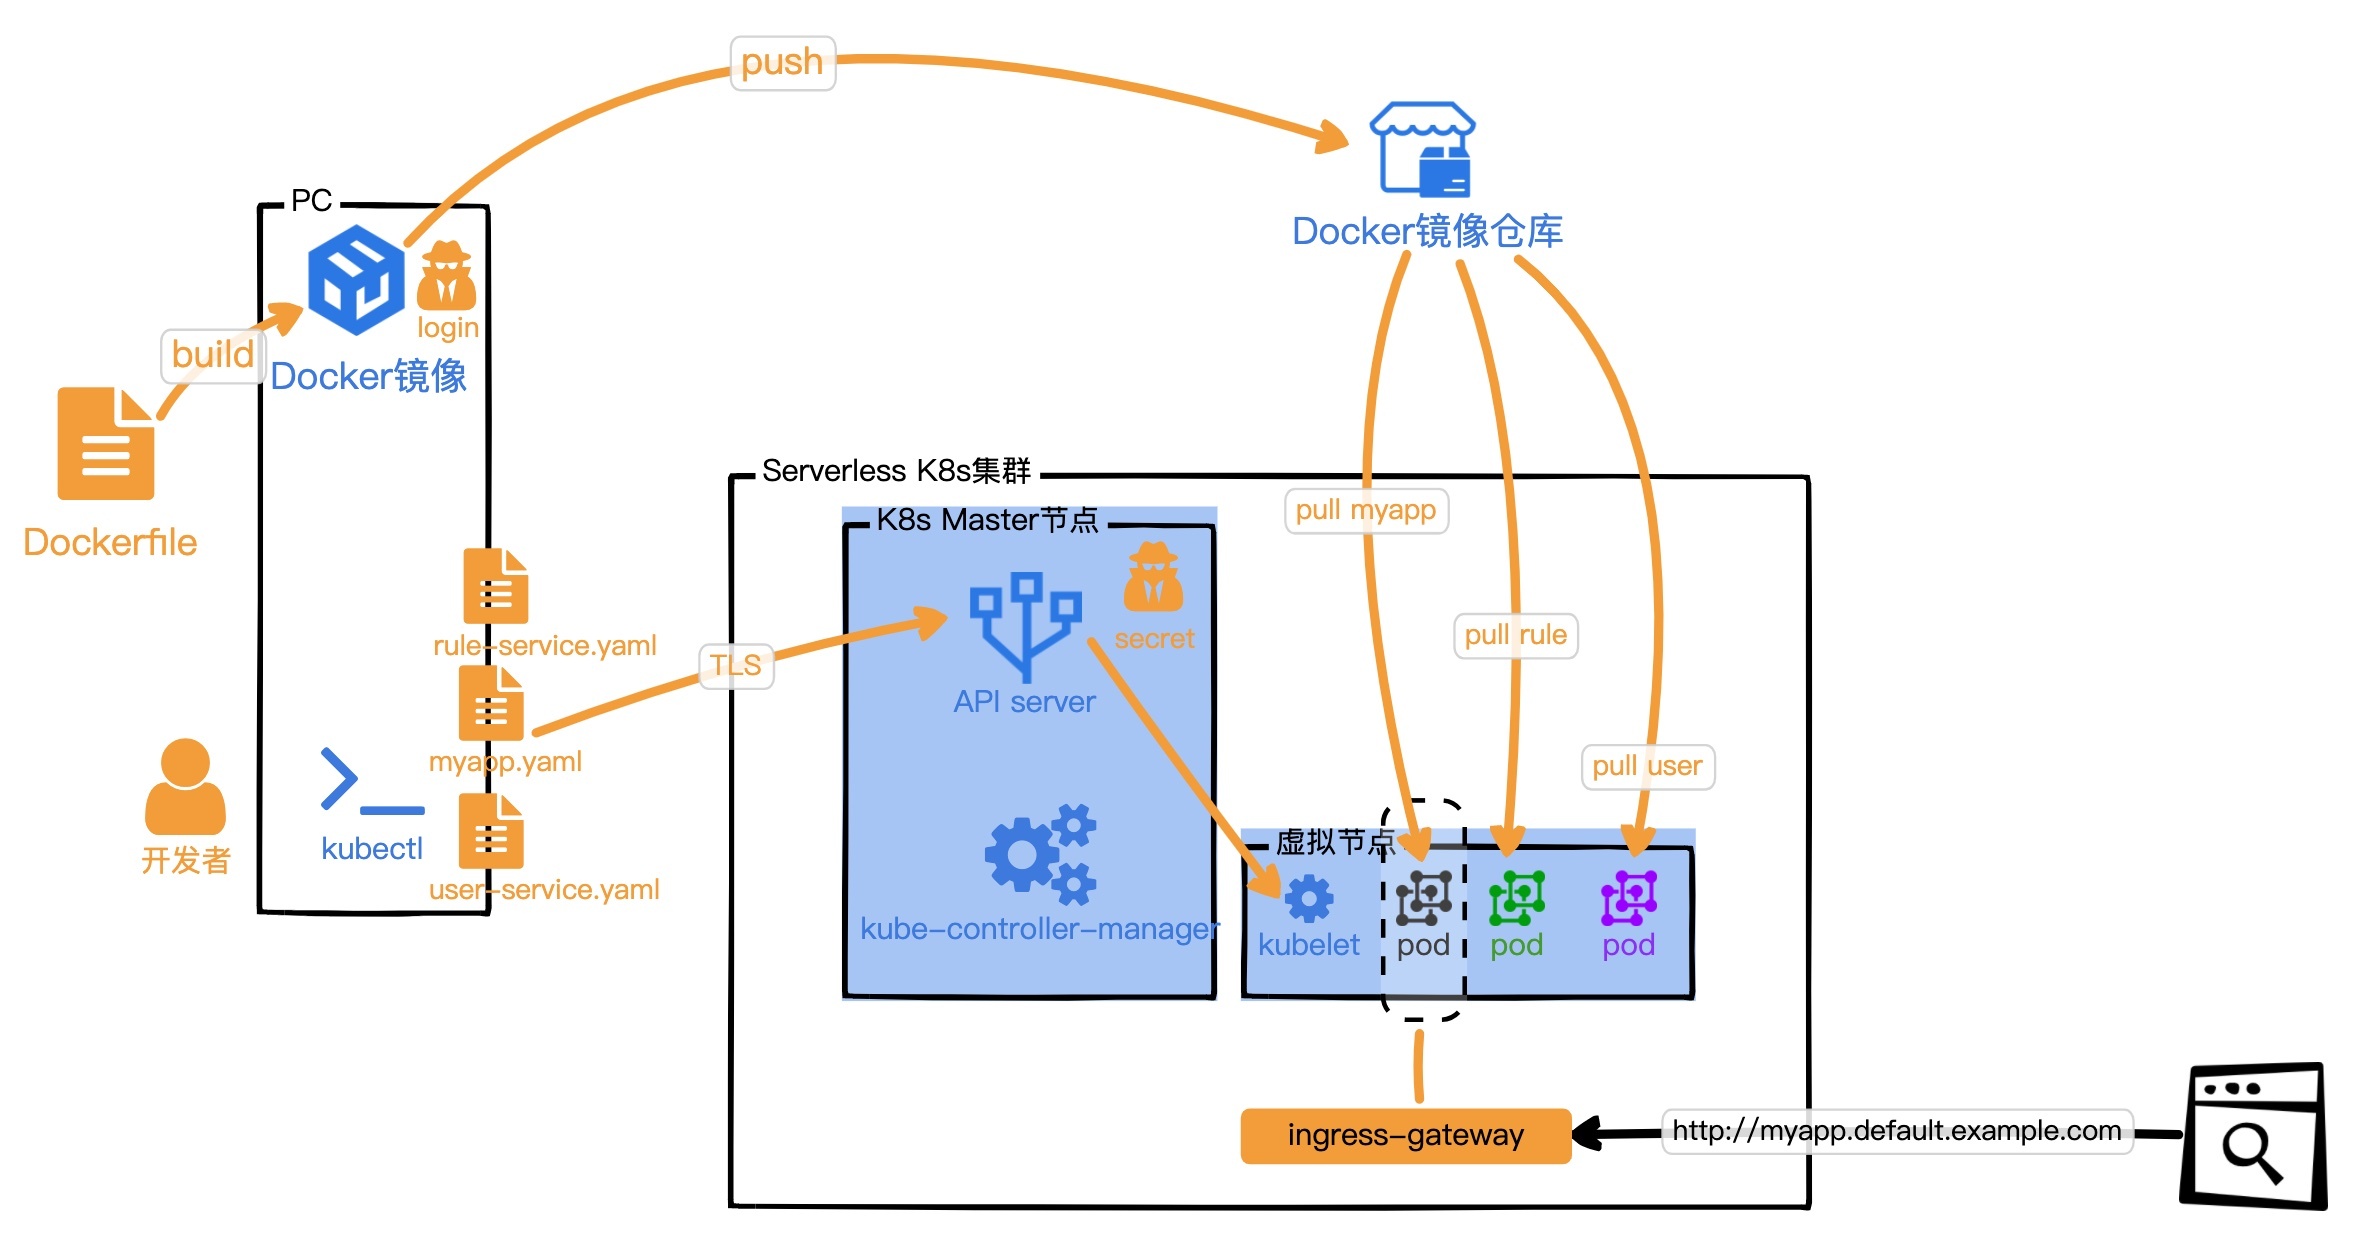 push
PC
login
build
Docker镜像
Docker镜像仓库
Dockerfile
Serverless K8s集群
K8s Master节点
pull myapp
rule-service.yaml
TLS
secret
pull rule
API server
myapp.yaml
pull user
开发者
kubectl
user-service.yaml
虚拟节点
kube-controller-manager
kubelet
pod
pod
pod
ingress-gateway
http://myapp.default.example.com